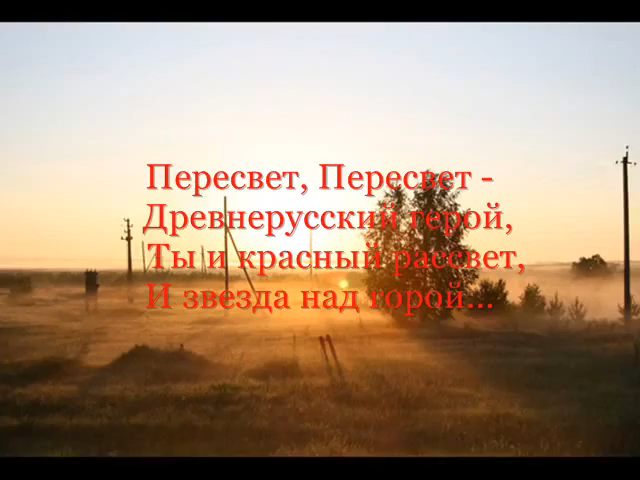 Пересвет, Пересвет -
Древнерусский герой,
Ты и красный рассвет,
И звезда над горой...